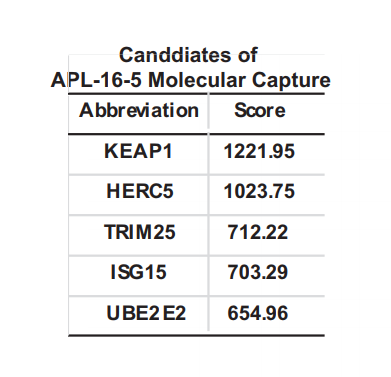 Canddiates of
APL-16-5 Molecular Capture
Abbreviation Score
KEAP1 1221.95
HERC5 1023.75
TRIM25 712.22
ISG15 703.29
UBE2E2 654.96